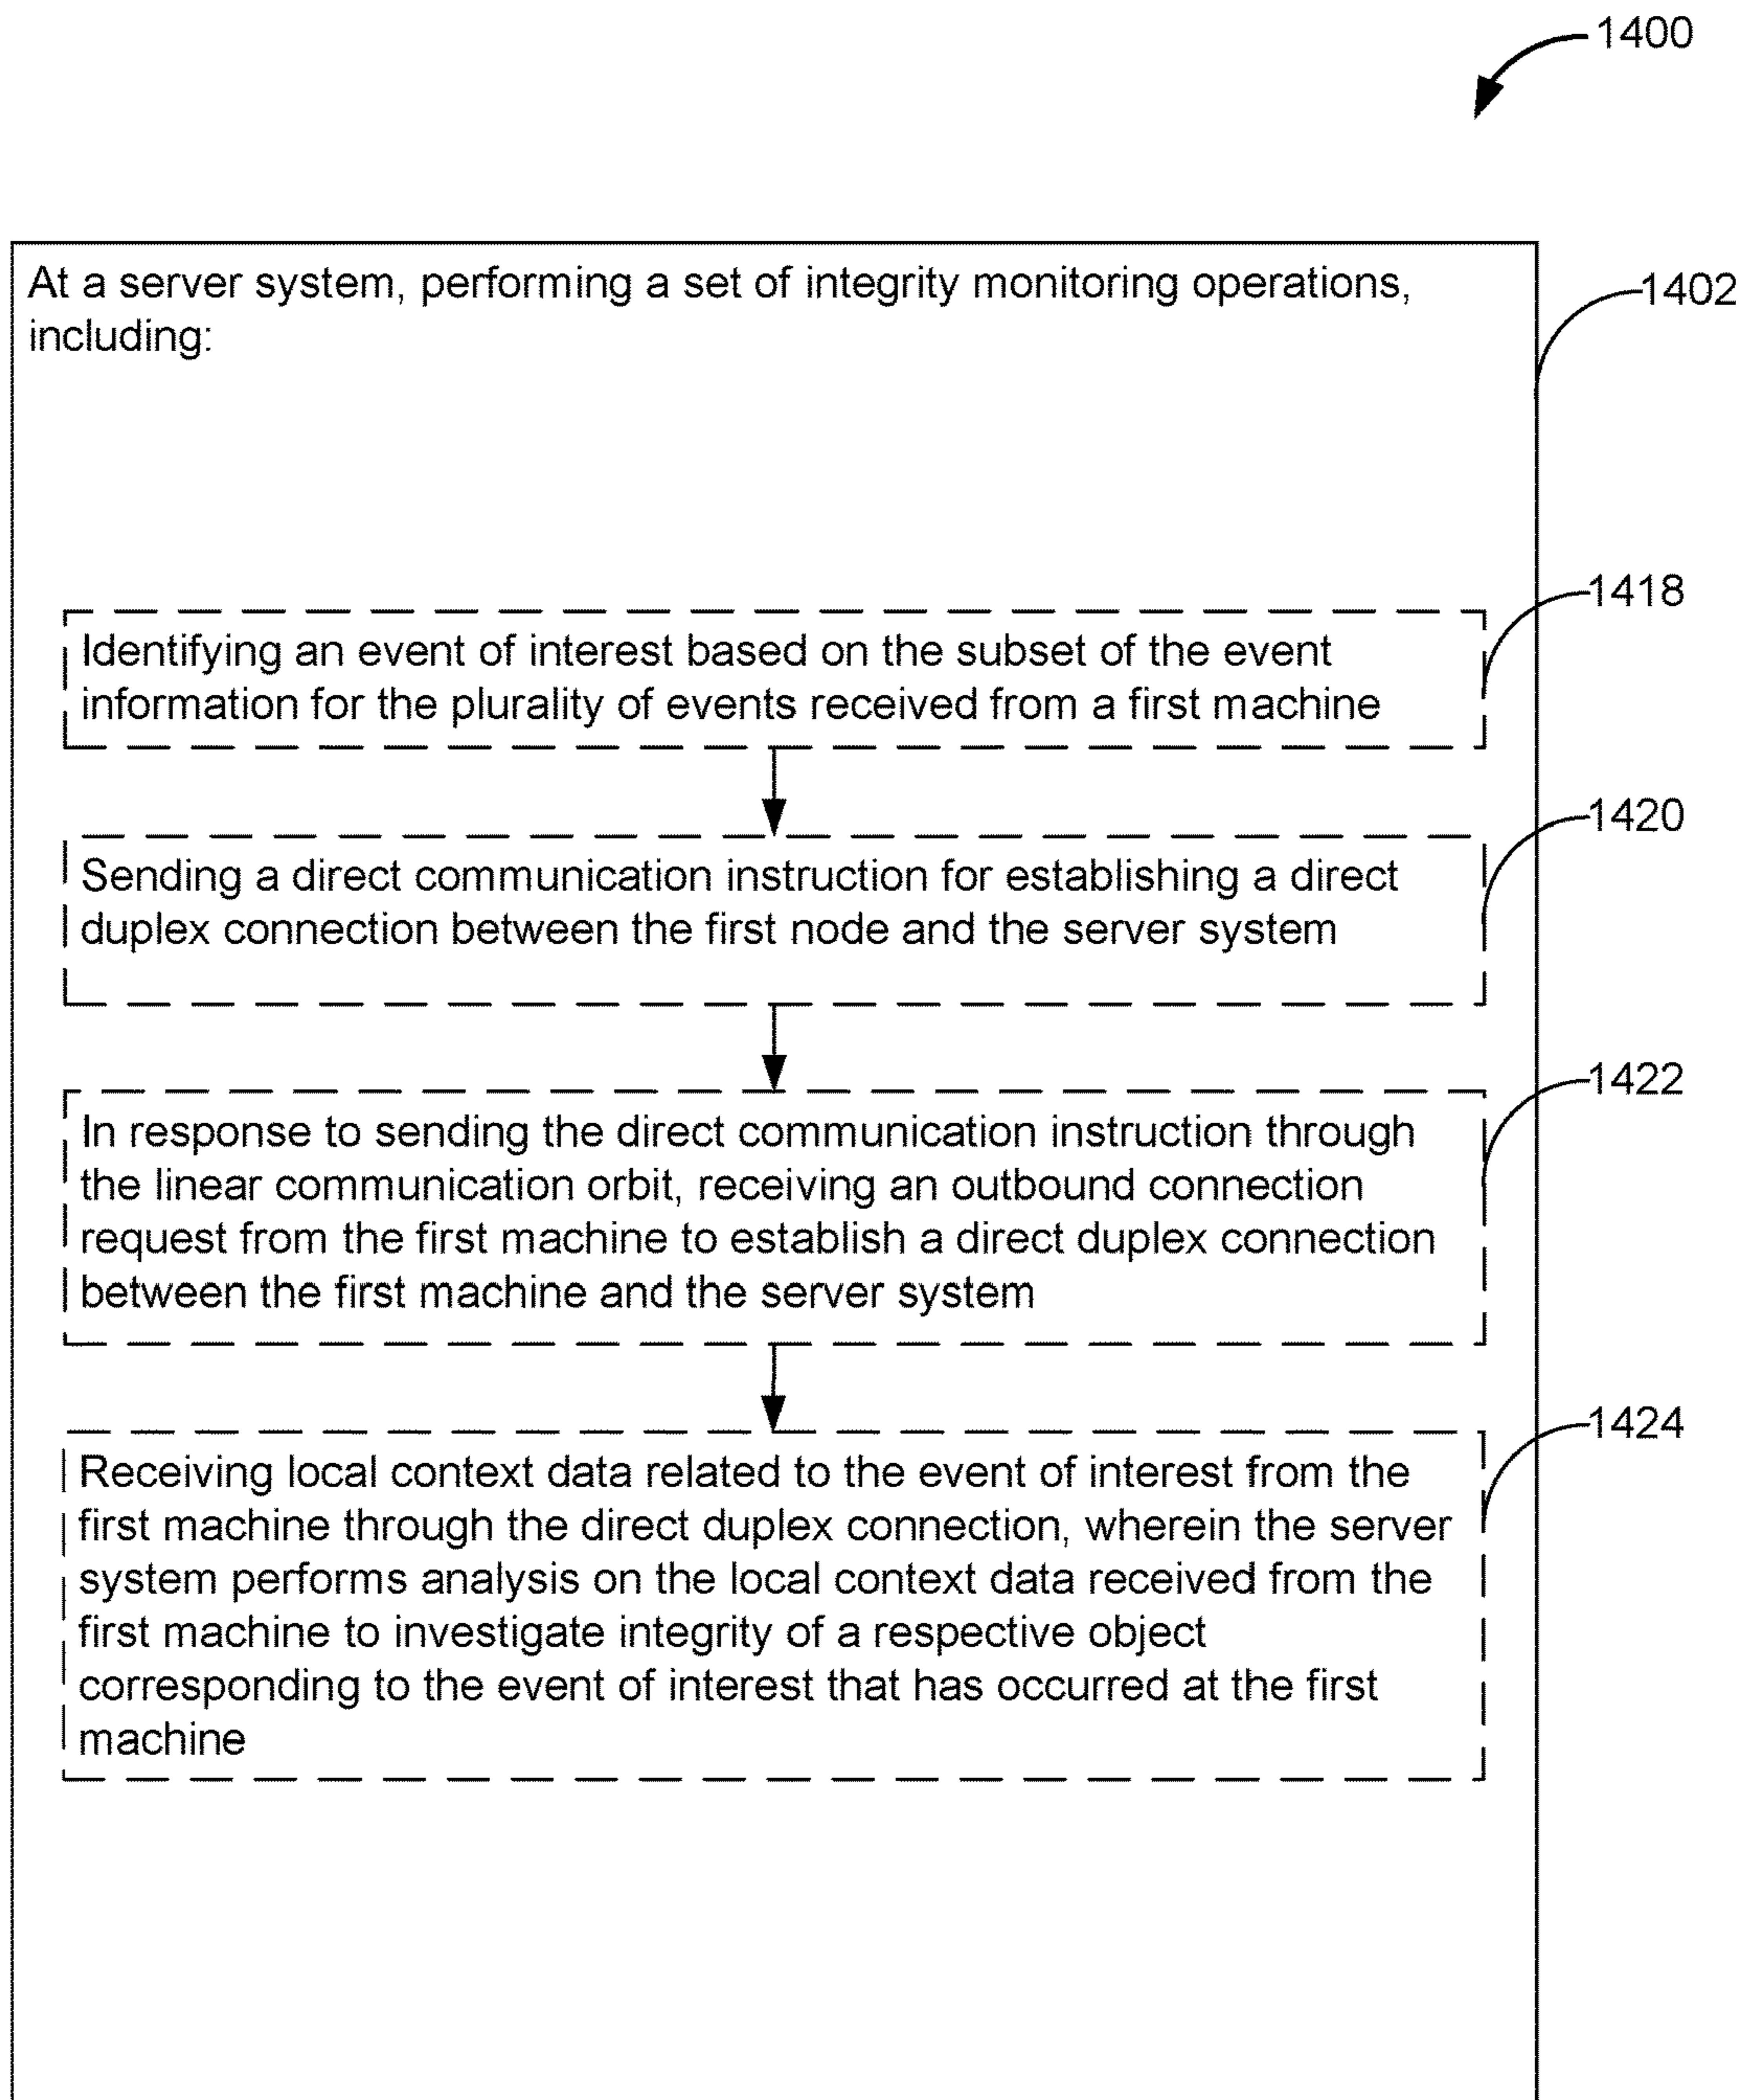 1400
At a server system, performing a set of integrity monitoring operations,
including:
1402
1418
Identifying an event of interest based on the subset of the event
information for the plurality of events received from a first machine
1420
Sending a direct communication instruction for establishing a direct
duplex connection between the first node and the server system
1422
In response to sending the direct communication instruction through
the linear communication orbit, receiving an outbound connection
request from the first machine to establish a direct duplex connection
between the first machine and the server system
1424
Receiving local context data related to the event of interest from the
first machine through the direct duplex connection, wherein the server
system performs analysis on the local context data received from the
first machine to investigate integrity of a respective object
corresponding to the event of interest that has occurred at the first
machine